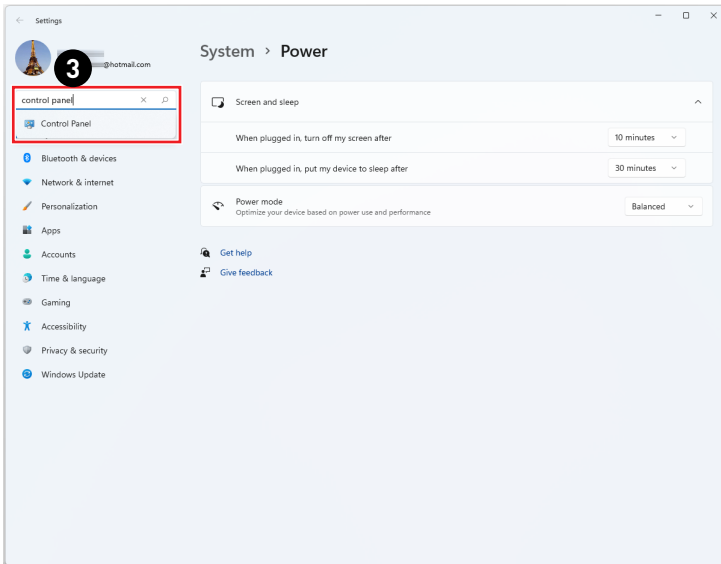 Settings
3
@hotmail.com
control panel
Control Panel
Bluetooth & devices
Network & internet
Personalization
Apps
Accounts
Time & language
Gaming
Accessibility
Privacy & security
Windows Update
System > Power
Screen and sleep
When plugged in, turn off my screen after 10 minutes
When plugged in, put my device to sleep after 30 minutes
Power mode
Optimize your device based on power use and performance
Balanced
Get help
Give feedback